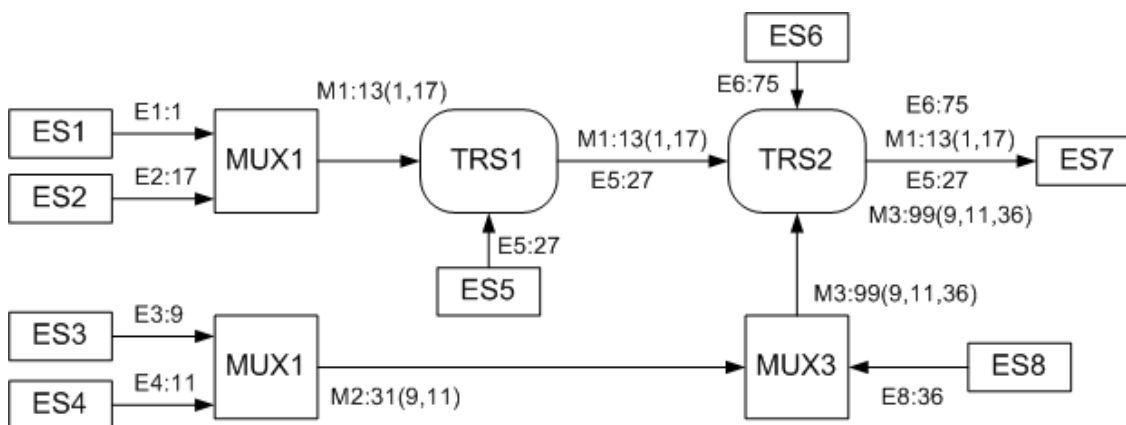 ES6
E6:75
M1:13(1,17)
E1:1
ES1
MUX1
E2:17
ES2
TRS1
M1:13(1,17)
E5:27
TRS2
E6:75
M1:13(1,17)
E5:27
M3:99(9,11,36)
ES7
E5:27
ES5
M3:99(9,11,36)
E3:9
ES3
MUX1
E4:11
ES4
M2:31(9,11)
MUX3
E8:36
ES8